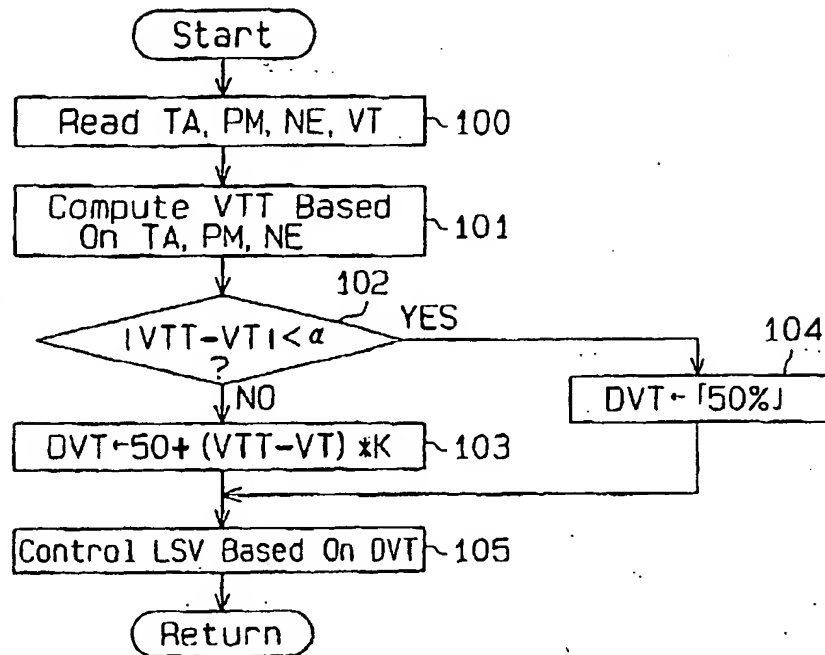 Start
Read TA, PM, NE, VT
100
Compute VTT Based
On TA, PM, NE
101
102
|VTT-VT|<α
?
YES
NO
104
DVT←「50%」
DVT←50+(VTT-VT)*K
103
Control LSV Based On DVT
105
Return